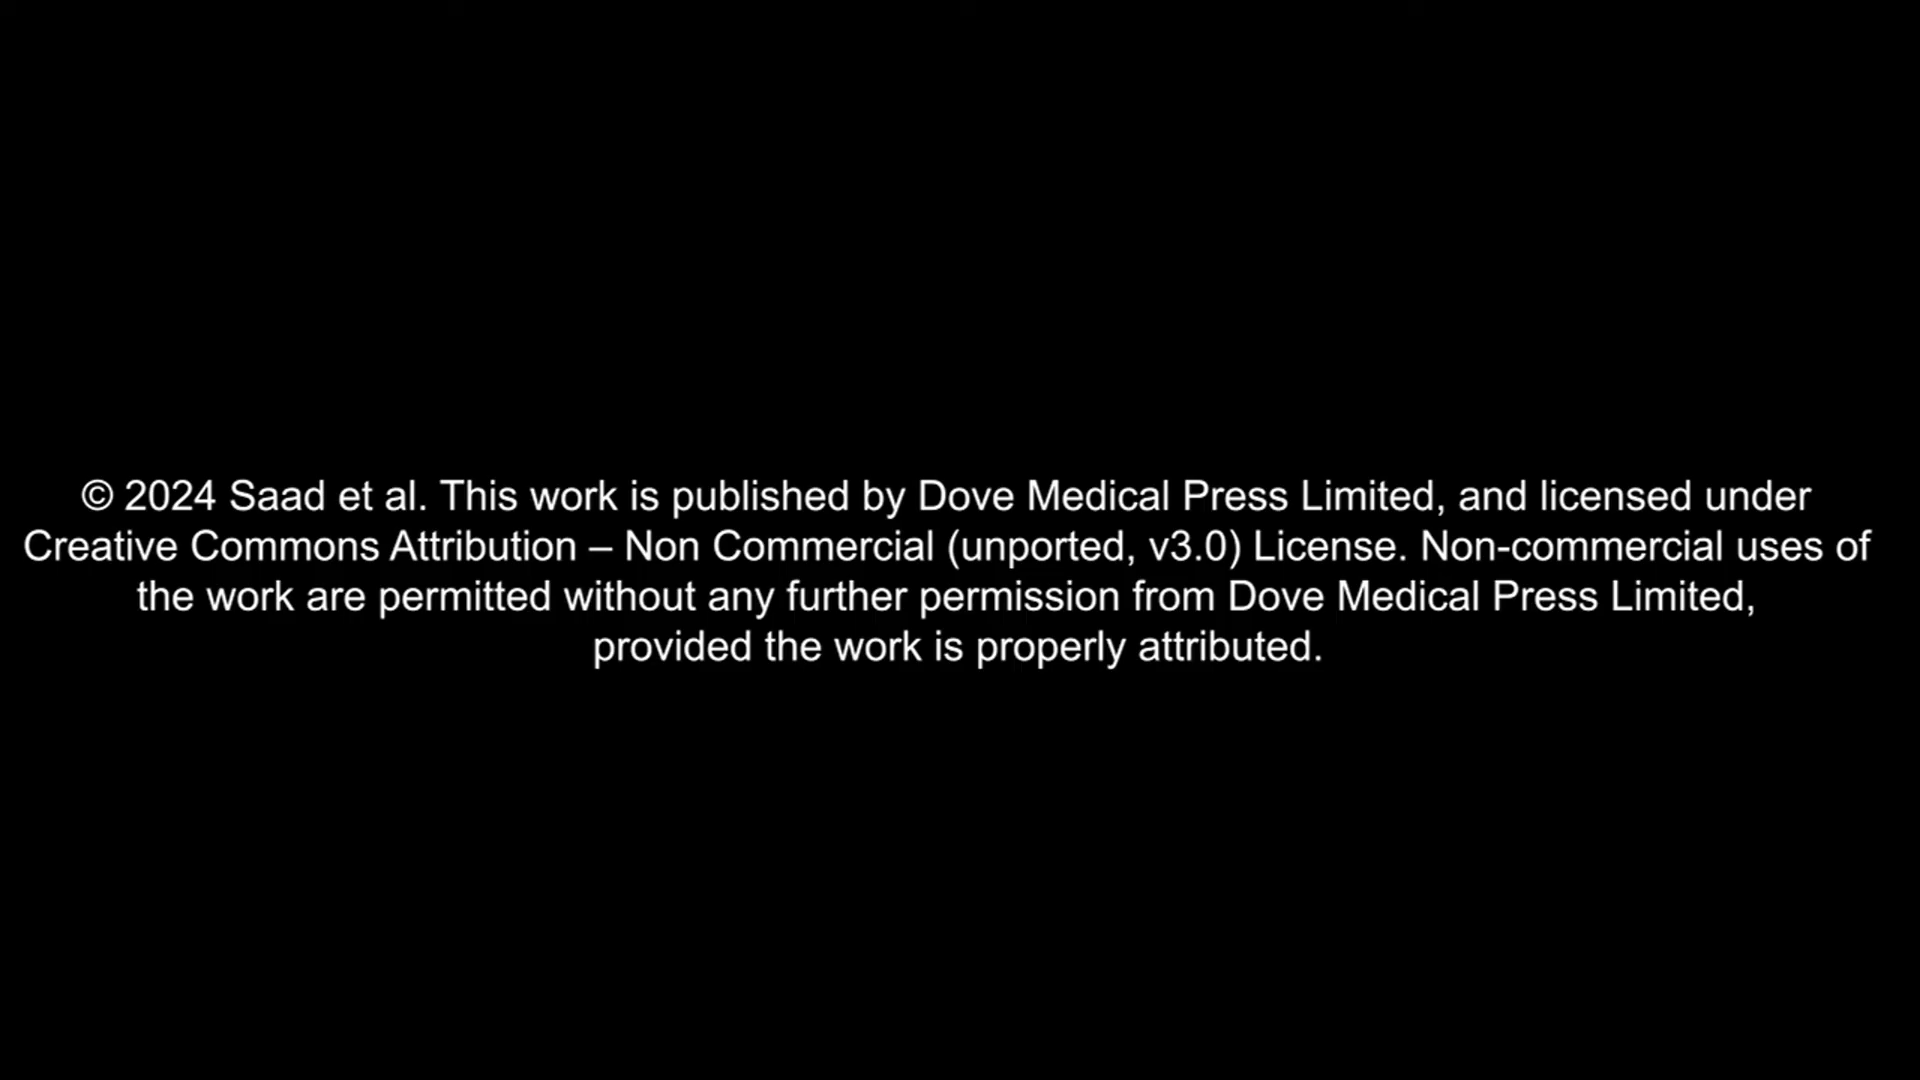 © 2024 Saad et al. This work is published by Dove Medical Press Limited, and licensed under
Creative Commons Attribution – Non Commercial (unported, v3.0) License. Non-commercial uses of
the work are permitted without any further permission from Dove Medical Press Limited,
provided the work is properly attributed.